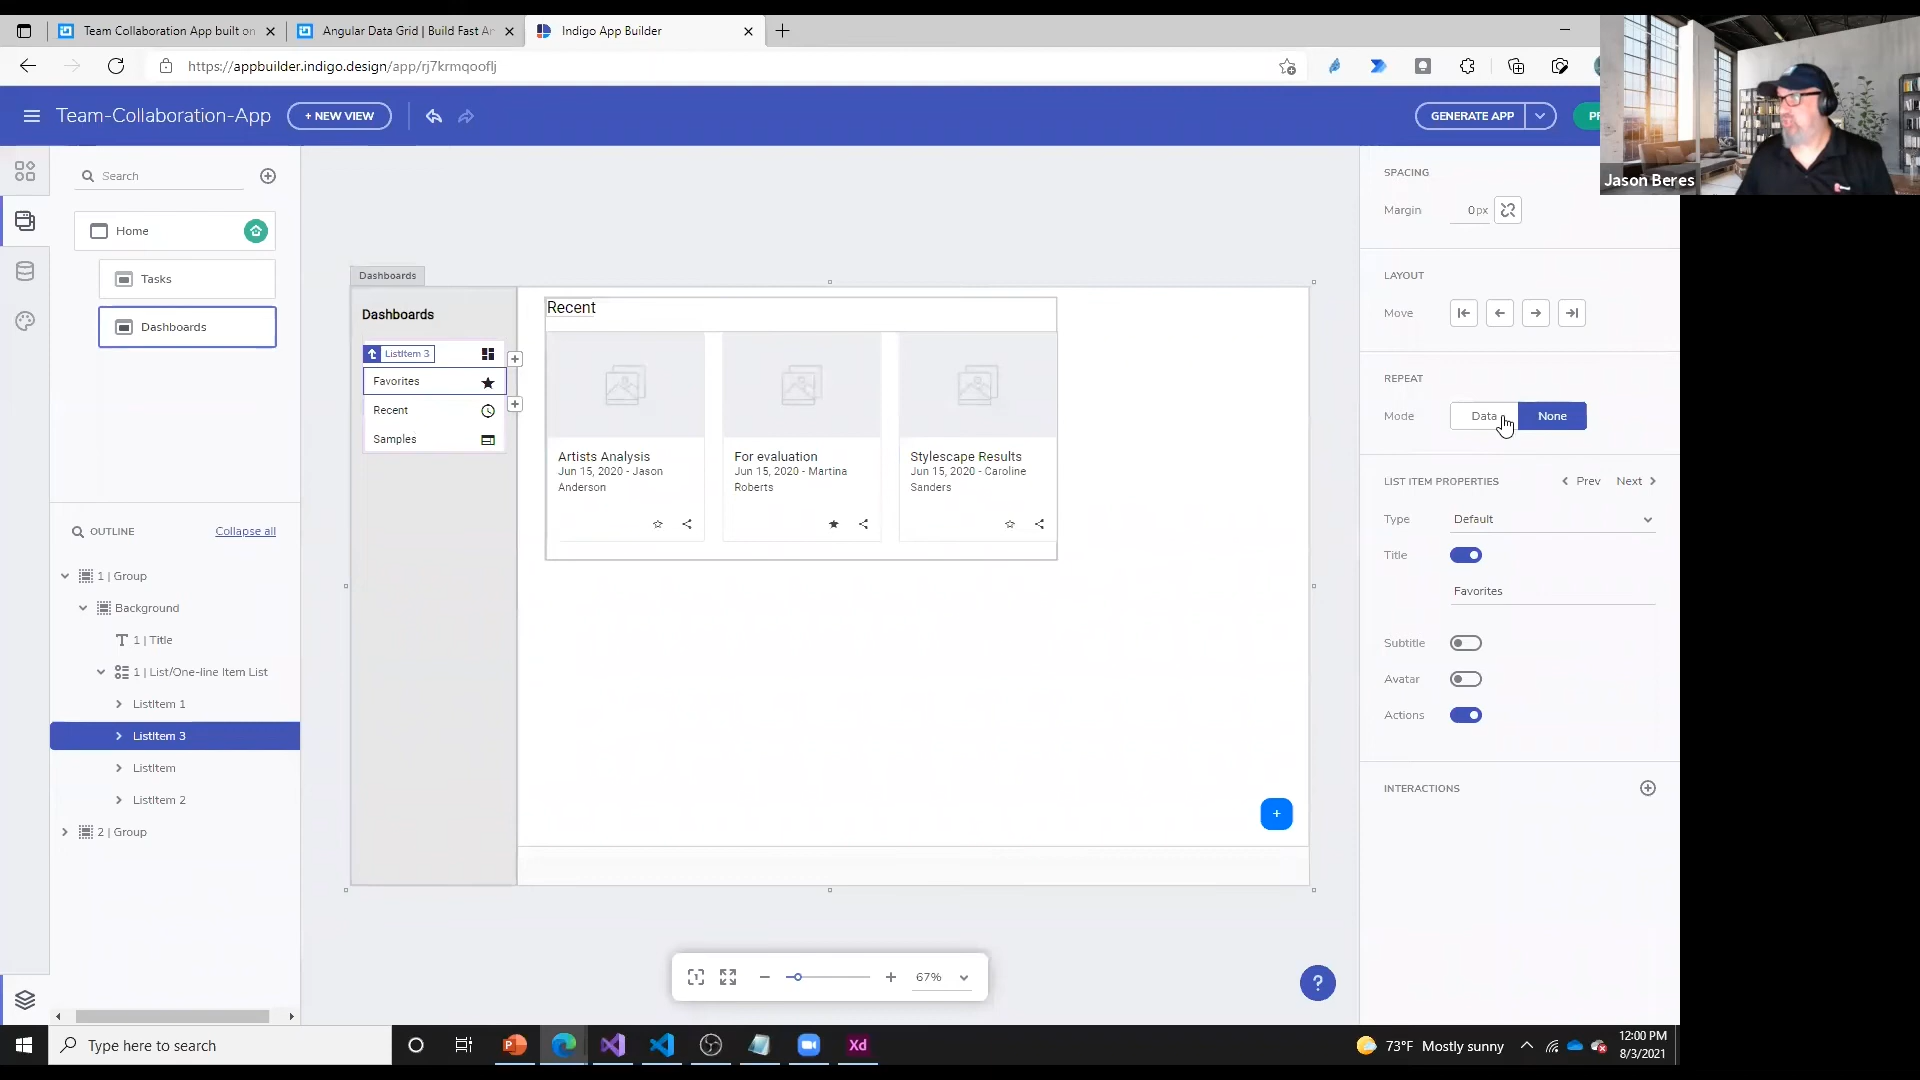 Team Collaboration App built on
Angular Data Grid | Build Fast An
Indigo App Builder
https://appbuilder.indigo.design/app/rj7krmqooflj
Team-Collaboration-App
+ NEW VIEW
GENERATE APP
PR
Jason Beres
Search
Home
Tasks
Dashboards
OUTLINE
Collapse all
1 | Group
Background
1 | Title
1 | List/One-line Item List
ListItem 1
ListItem 3
ListItem
ListItem 2
2 | Group
Dashboards
Dashboards
ListItem 3
Favorites
Recent
Samples
Recent
Artists Analysis
Jun 15, 2020 - Jason
Anderson
For evaluation
Jun 15, 2020 - Martina
Roberts
Stylescape Results
Jun 15, 2020 - Caroline
Sanders
67%
SPACING
Margin 0px
LAYOUT
Move
REPEAT
Mode Data None
LIST ITEM PROPERTIES Prev Next
Type Default
Title
Favorites
Subtitle
Avatar
Actions
INTERACTIONS
?
Type here to search
Xd
73°F Mostly sunny
12:00 PM
8/3/2021